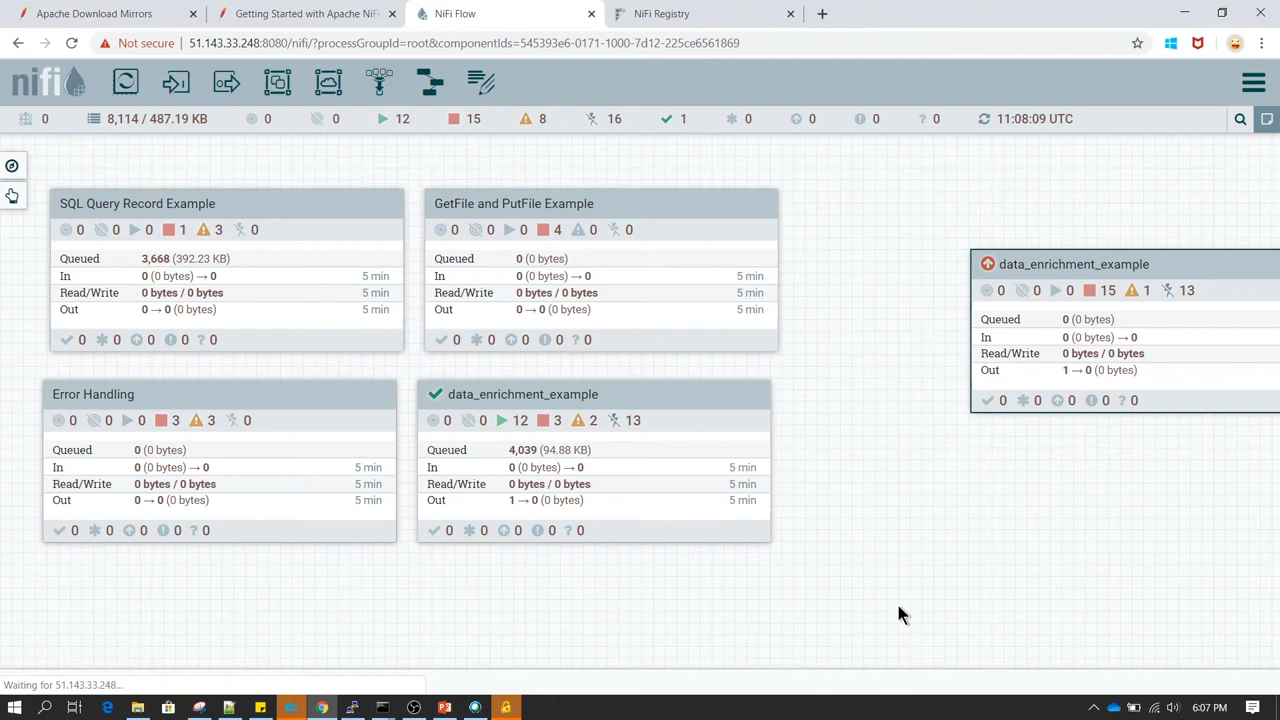 Apache Download Mirrors
Getting Started with Apache NiFi
NiFi Flow
NiFi Registry
Not secure
51.143.33.248:8080/nifi/?processGroupId=root&componentIds=545393e6-0171-1000-7d12-225ce6561869
nifi
0 8,114 / 487.19 KB 0 0 12 15 8 16 1 0 0 0 0 11:08:09 UTC
SQL Query Record Example
0 0 0 1 3 0
Queued 3,668 (392.23 KB)
In 0 (0 bytes) → 0 5 min
Read/Write 0 bytes / 0 bytes 5 min
Out 0 → 0 (0 bytes) 5 min
0 0 0 0 ? 0
GetFile and PutFile Example
0 0 0 4 0 0
Queued 0 (0 bytes)
In 0 (0 bytes) → 0 5 min
Read/Write 0 bytes / 0 bytes 5 min
Out 0 → 0 (0 bytes) 5 min
0 0 0 0 ? 0
data_enrichment_example
0 0 0 15 1 13
Queued 0 (0 bytes)
In 0 (0 bytes) → 0
Read/Write 0 bytes / 0 bytes
Out 1 → 0 (0 bytes)
0 0 0 0 ? 0
Error Handling
0 0 0 3 3 0
Queued 0 (0 bytes)
In 0 (0 bytes) → 0 5 min
Read/Write 0 bytes / 0 bytes 5 min
Out 0 → 0 (0 bytes) 5 min
0 0 0 0 ? 0
data_enrichment_example
0 0 12 3 2 13
Queued 4,039 (94.88 KB)
In 0 (0 bytes) → 0 5 min
Read/Write 0 bytes / 0 bytes 5 min
Out 1 → 0 (0 bytes) 5 min
0 0 0 0 ? 0
Waiting for 51.143.33.248...
6:07 PM